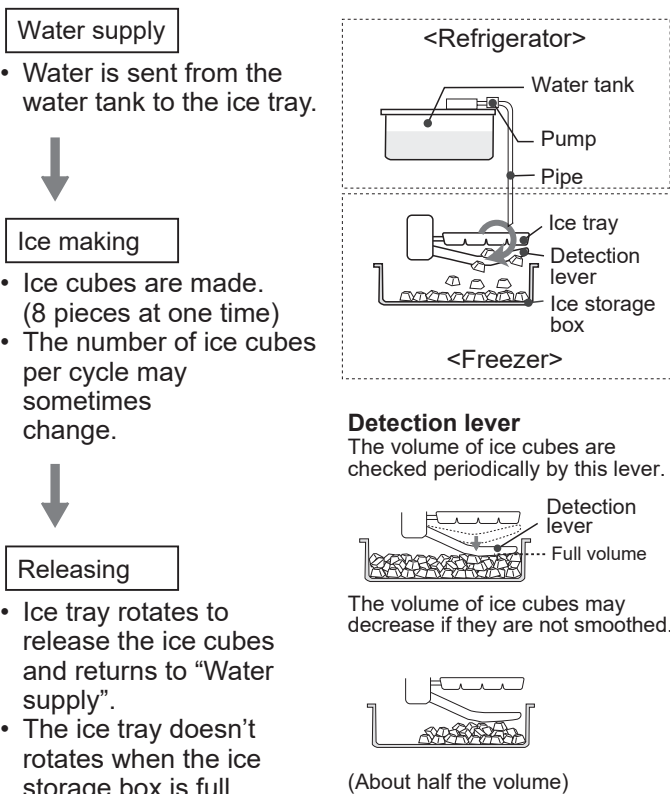 Water supply
• Water is sent from the
water tank to the ice tray.
Ice making
• Ice cubes are made.
(8 pieces at one time)
• The number of ice cubes
per cycle may
sometimes
change.
Releasing
• Ice tray rotates to
release the ice cubes
and returns to “Water
supply”.
• The ice tray doesn’t
rotates when the ice
storage box is full
<Refrigerator>
Water tank
Pump
Pipe
Ice tray
Detection
lever
Ice storage
box
<Freezer>
Detection lever
The volume of ice cubes are
checked periodically by this lever.
Detection
lever
Full volume
The volume of ice cubes may
decrease if they are not smoothed.
(About half the volume)